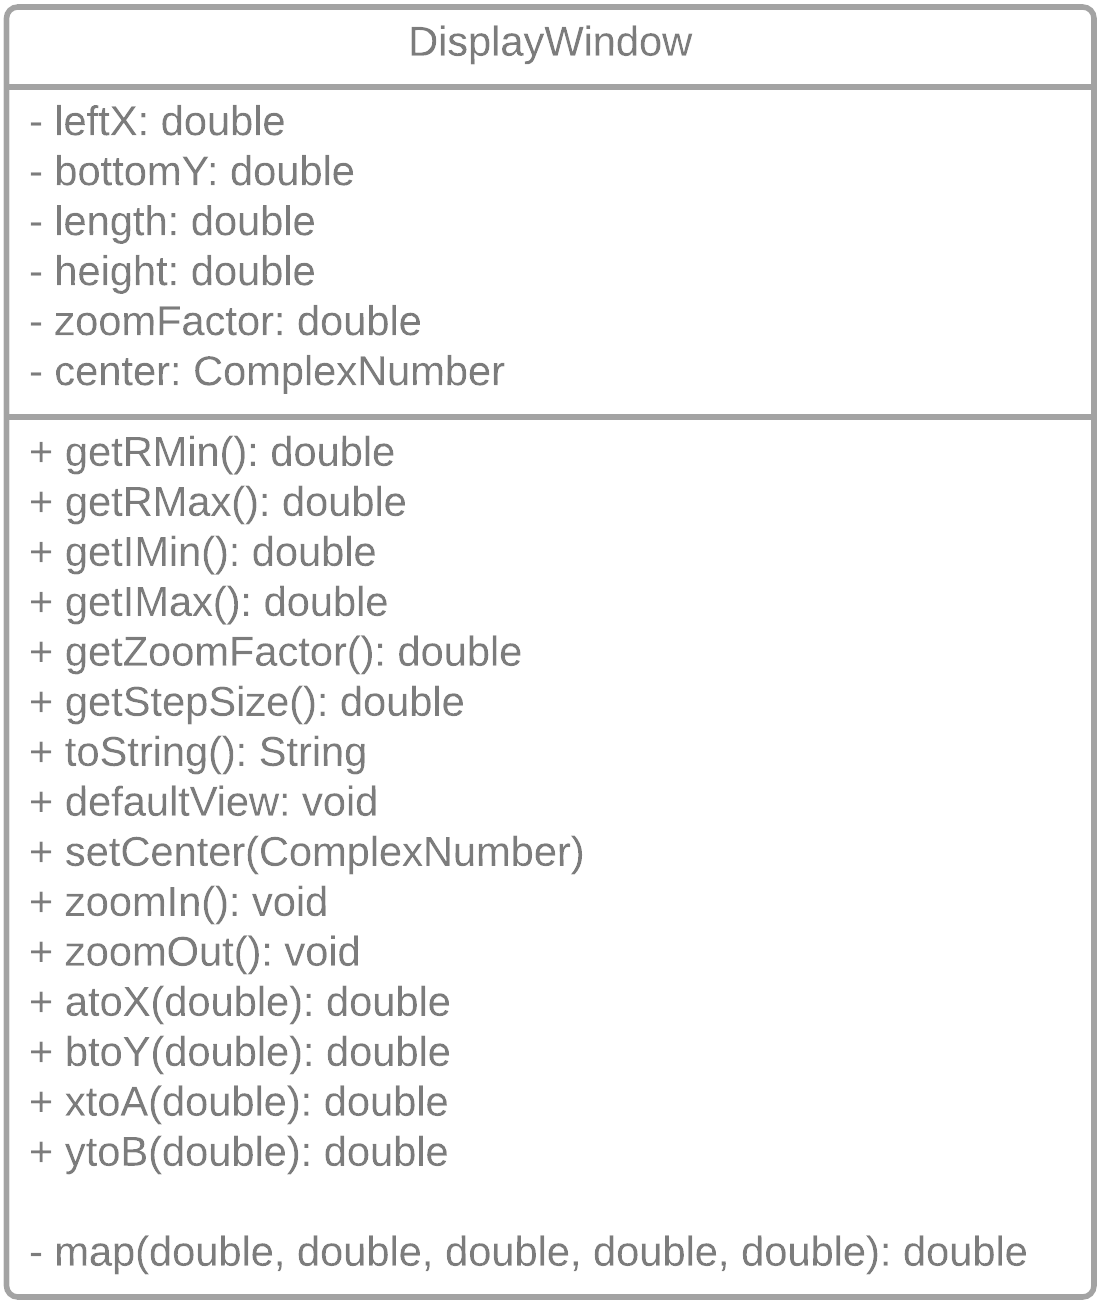 DisplayWindow
- leftX: double
- bottomY: double
- length: double
- height: double
- zoomFactor: double
- center: ComplexNumber
+ getRMin(): double
+ getRMax(): double
+ getIMin(): double
+ getIMax(): double
+ getZoomFactor(): double
+ getStepSize(): double
+ toString(): String
+ defaultView: void
+ setCenter(ComplexNumber)
+ zoomIn(): void
+ zoomOut(): void
+ atoX(double): double
+ btoY(double): double
+ xtoA(double): double
+ ytoB(double): double
- map(double, double, double, double, double): double